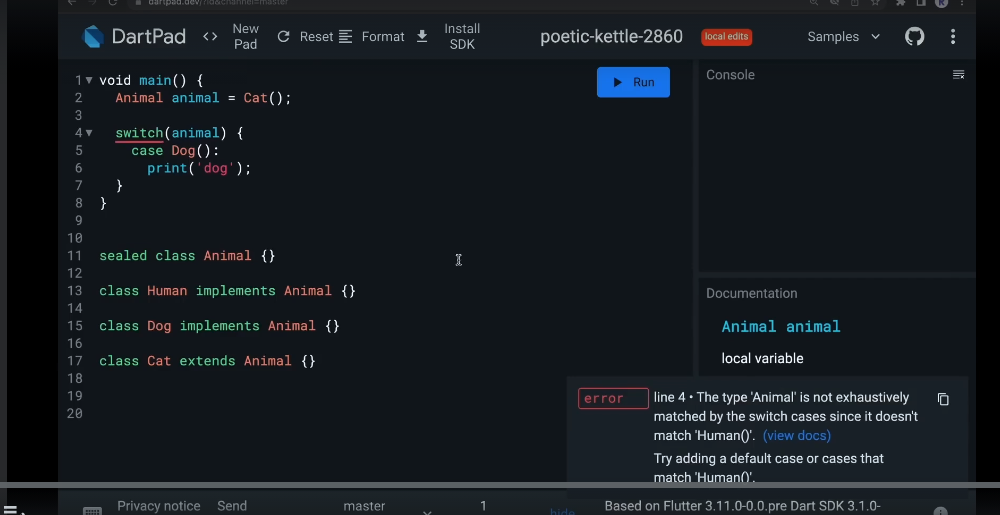 dartpad.dev/?id&channel=master
DartPad
<>
New Pad
Reset
Format
Install SDK
poetic-kettle-2860
local edits
Samples
1 void main() {
2 Animal animal = Cat();
3
4 switch(animal) {
5 case Dog():
6 print('dog');
7 }
8 }
9
10
11 sealed class Animal {}
12
13 class Human implements Animal {}
14
15 class Dog implements Animal {}
16
17 class Cat extends Animal {}
18
19
20
Run
Console
Documentation
Animal animal
local variable
error
line 4 • The type 'Animal' is not exhaustively
matched by the switch cases since it doesn't
match 'Human()'. (view docs)
Try adding a default case or cases that
match 'Human()'.
Privacy notice Send
master
1
hide
Based on Flutter 3.11.0-0.0.pre Dart SDK 3.1.0-